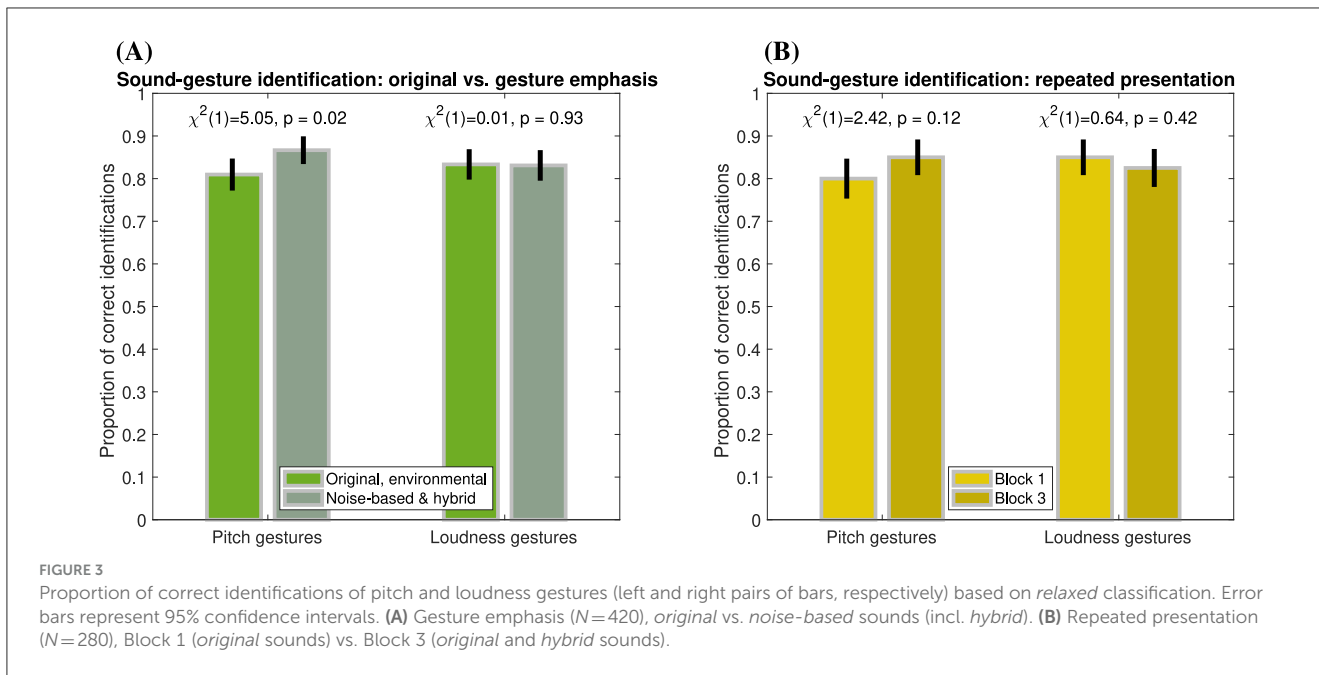 (A)
Sound-gesture identification: original vs. gesture emphasis
χ²(1)=5.05, p = 0.02
χ²(1)=0.01, p = 0.93
Proportion of correct identifications
1
0.9
0.8
0.7
0.6
0.5
0.4
0.3
0.2
0.1
0
Original, environmental
Noise-based & hybrid
Pitch gestures
Loudness gestures
(B)
Sound-gesture identification: repeated presentation
χ²(1)=2.42, p = 0.12
χ²(1)=0.64, p = 0.42
Proportion of correct identifications
1
0.9
0.8
0.7
0.6
0.5
0.4
0.3
0.2
0.1
0
Block 1
Block 3
Pitch gestures
Loudness gestures
FIGURE 3
Proportion of correct identifications of pitch and loudness gestures (left and right pairs of bars, respectively) based on relaxed classification. Error
bars represent 95% confidence intervals. (A) Gesture emphasis (N=420), original vs. noise-based sounds (incl. hybrid). (B) Repeated presentation
(N=280), Block 1 (original sounds) vs. Block 3 (original and hybrid sounds).